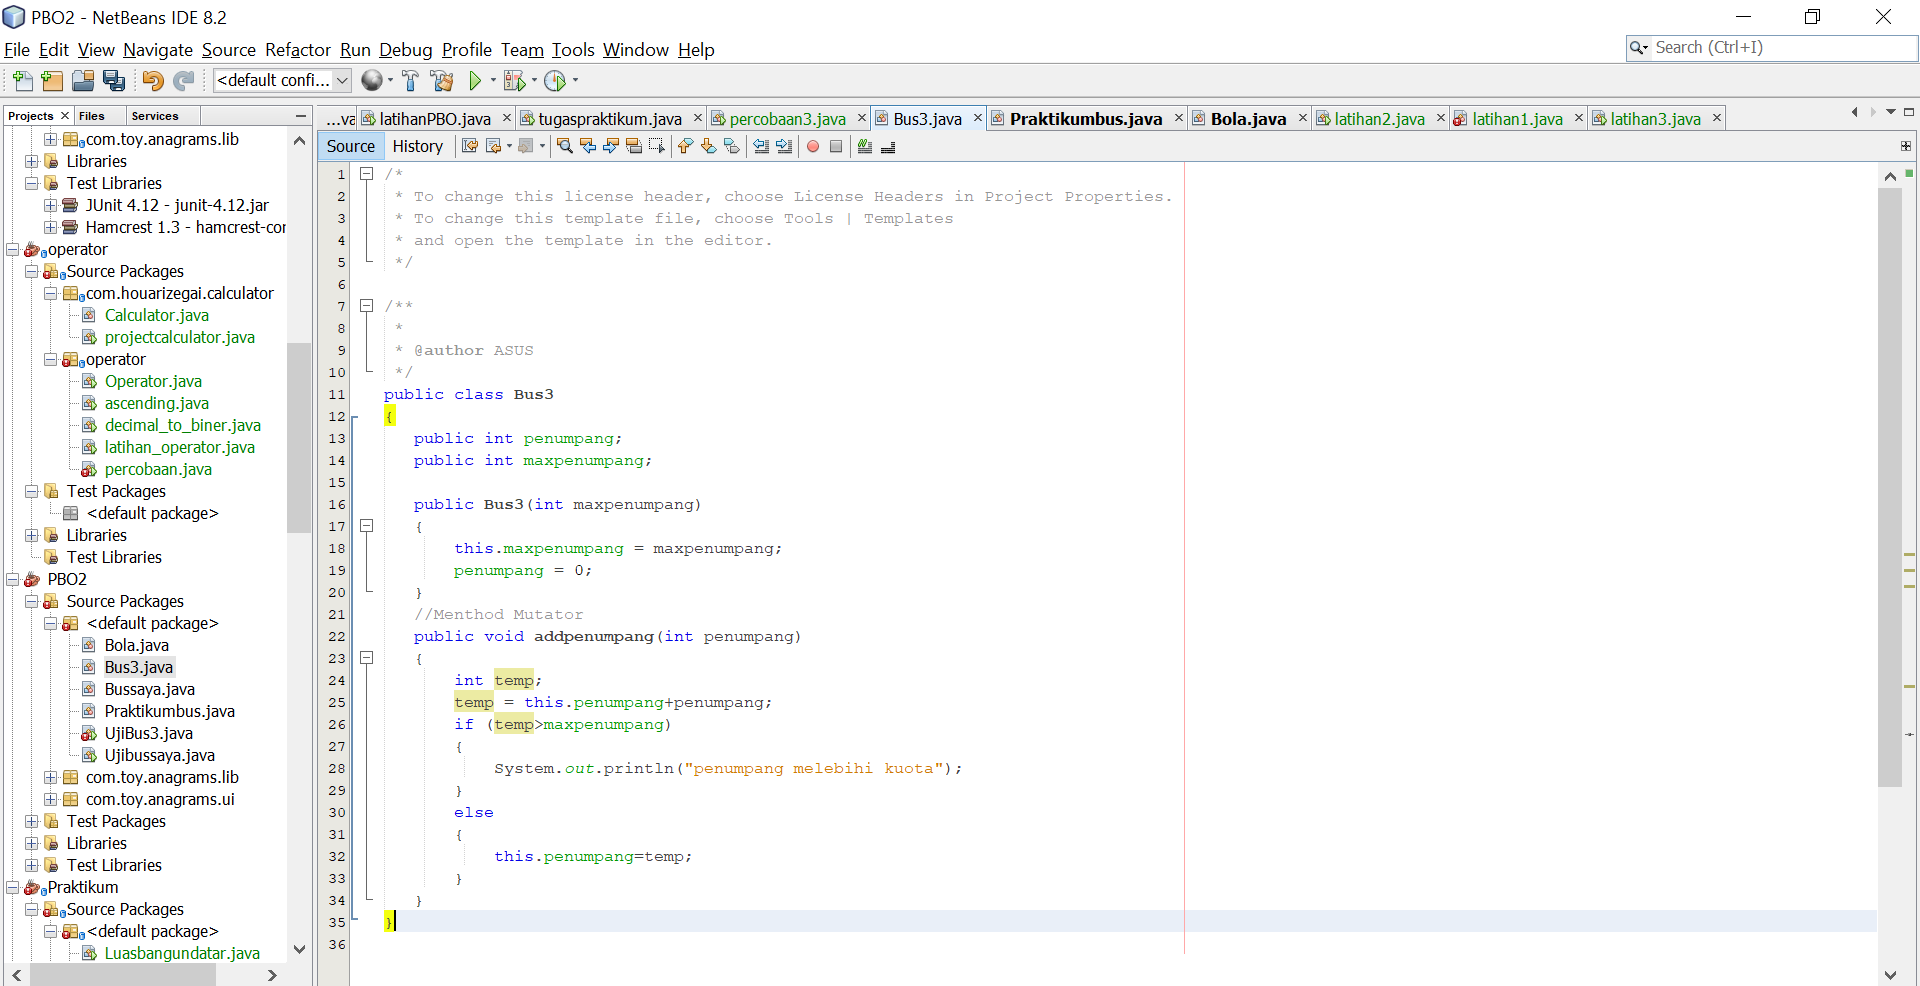 PBO2 - NetBeans IDE 8.2
File Edit View Navigate Source Refactor Run Debug Profile Team Tools Window Help
Search (Ctrl+I)
<default confi...
Projects Files Services
...va latihanPBO.java tugaspraktikum.java percobaan3.java Bus3.java Praktikumbus.java Bola.java latihan2.java latihan1.java latihan3.java
Source History
com.toy.anagrams.lib
Libraries
Test Libraries
JUnit 4.12 - junit-4.12.jar
Hamcrest 1.3 - hamcrest-cor
operator
Source Packages
com.houarizegai.calculator
Calculator.java
projectcalculator.java
operator
Operator.java
ascending.java
decimal_to_biner.java
latihan_operator.java
percobaan.java
Test Packages
<default package>
Libraries
Test Libraries
PBO2
Source Packages
<default package>
Bola.java
Bus3.java
Bussaya.java
Praktikumbus.java
UjiBus3.java
Ujibussaya.java
com.toy.anagrams.lib
com.toy.anagrams.ui
Test Packages
Libraries
Test Libraries
Praktikum
Source Packages
<default package>
Luasbangundatar.java
1 /*
2 * To change this license header, choose License Headers in Project Properties.
3 * To change this template file, choose Tools | Templates
4 * and open the template in the editor.
5 */
6
7 /**
8 *
9 * @author ASUS
10 */
11 public class Bus3
12 {
13 public int penumpang;
14 public int maxpenumpang;
15
16 public Bus3(int maxpenumpang)
17 {
18 this.maxpenumpang = maxpenumpang;
19 penumpang = 0;
20 }
21 //Menthod Mutator
22 public void addpenumpang(int penumpang)
23 {
24 int temp;
25 temp = this.penumpang+penumpang;
26 if (temp>maxpenumpang)
27 {
28 System.out.println("penumpang melebihi kuota");
29 }
30 else
31 {
32 this.penumpang=temp;
33 }
34 }
35 }
36